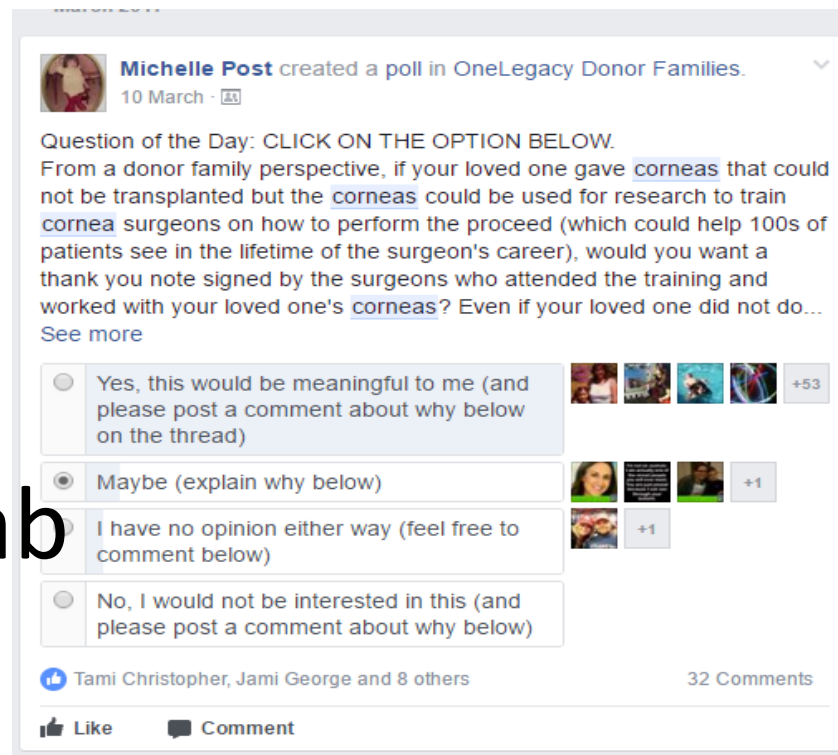 Michelle Post created a poll in OneLegacy Donor Families.
10 March ·
Question of the Day: CLICK ON THE OPTION BELOW.
From a donor family perspective, if your loved one gave corneas that could
not be transplanted but the corneas could be used for research to train
cornea surgeons on how to perform the proceed (which could help 100s of
patients see in the lifetime of the surgeon's career), would you want a
thank you note signed by the surgeons who attended the training and
worked with your loved one's corneas? Even if your loved one did not do...
See more
Yes, this would be meaningful to me (and
please post a comment about why below
on the thread)
+53
Maybe (explain why below)
+1
I have no opinion either way (feel free to
comment below)
+1
No, I would not be interested in this (and
please post a comment about why below)
Tami Christopher, Jami George and 8 others 32 Comments
Like Comment